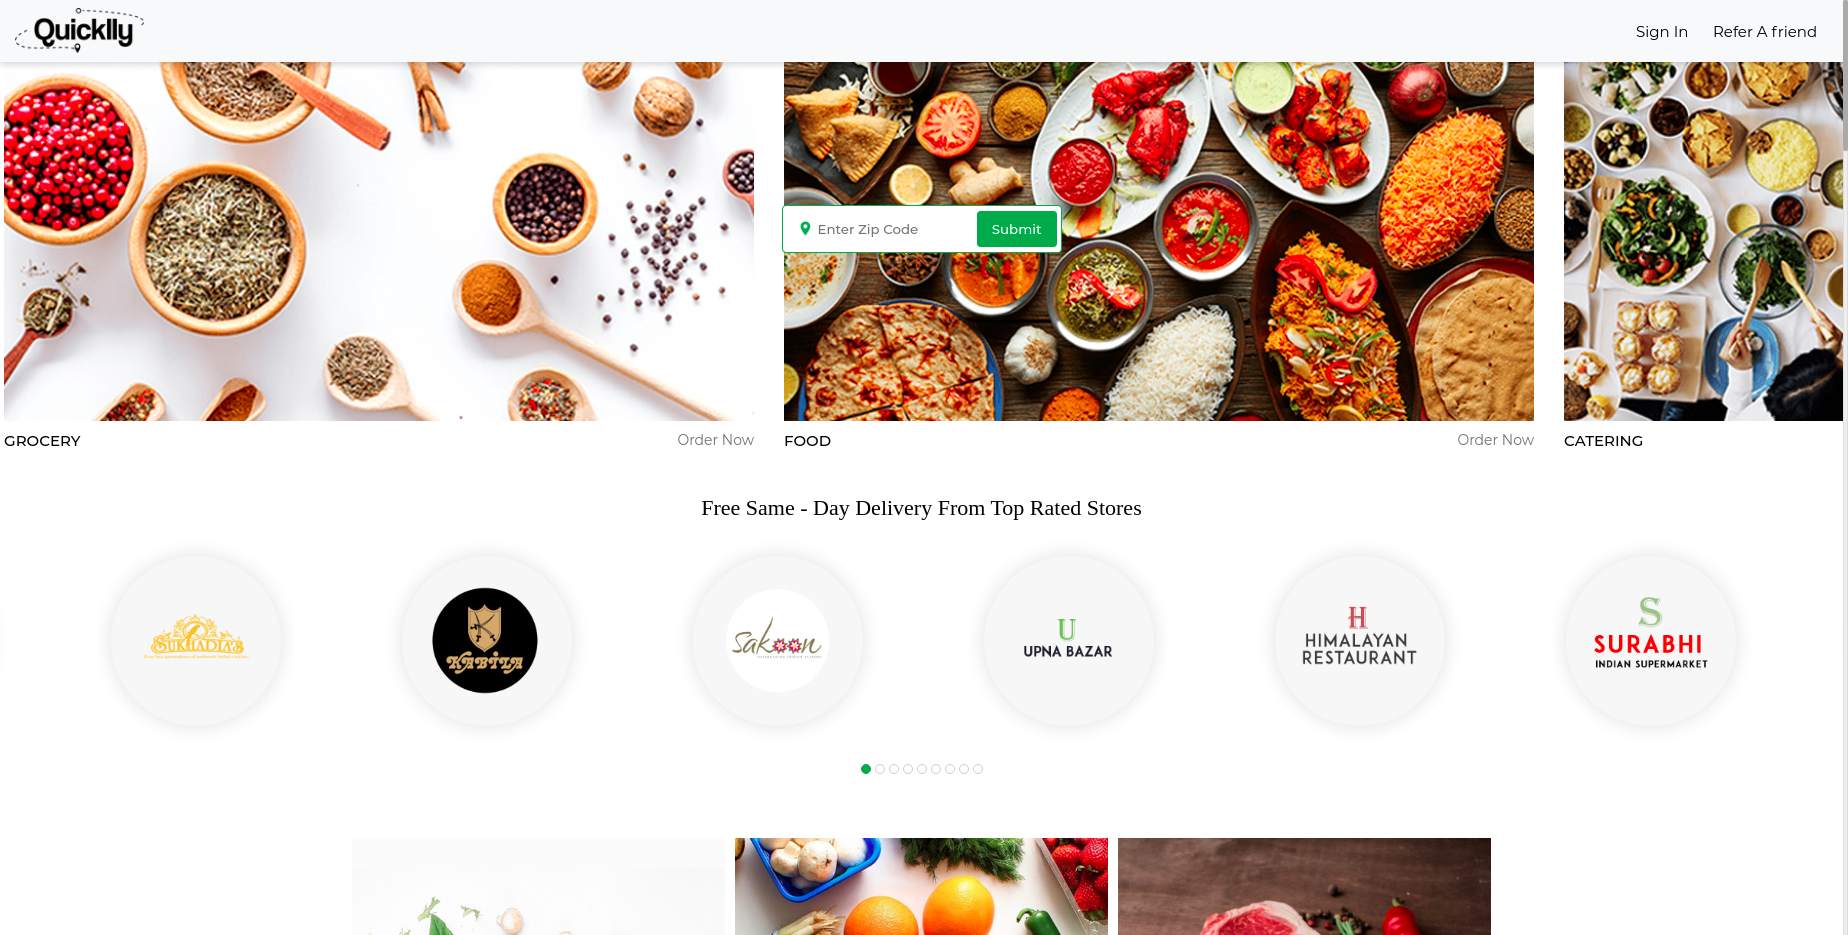 Quicklly
Sign In
Refer A friend
Enter Zip Code
Submit
GROCERY
Order Now
FOOD
Order Now
CATERING
Free Same - Day Delivery From Top Rated Stores
SUKHADIA'S
KABILA
Sakoon
U
UPNA BAZAR
H
HIMALAYAN
RESTAURANT
S
SURABHI
INDIAN SUPERMARKET